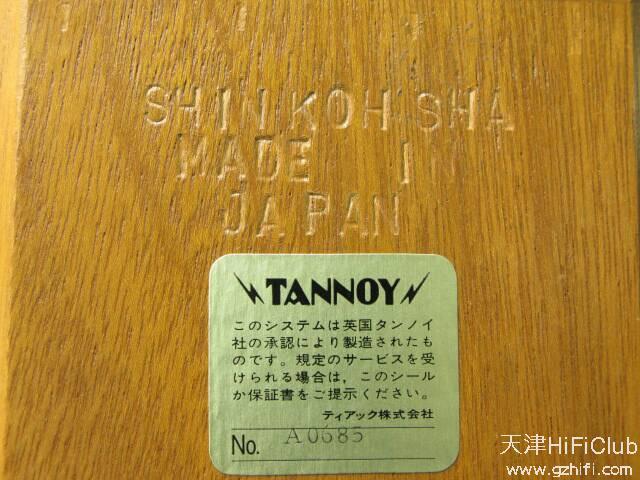 SHINKOH SHA
MADE IN
JAPAN
TANNOY
このシステムは英国タンノイ
社の承認により製造されたも
のです。規定のサービスを受
けられる場合は，このシール
か保証書をご提示ください。
ティアック株式会社
No. A0685
天津HiFiClub
www.gzhifi.com